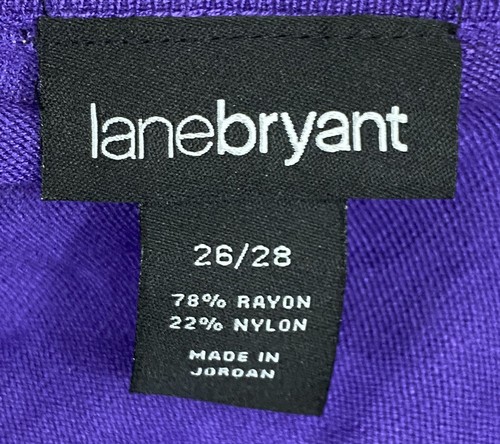 lanebryant
26/28
78% RAYON
22% NYLON
MADE IN
JORDAN